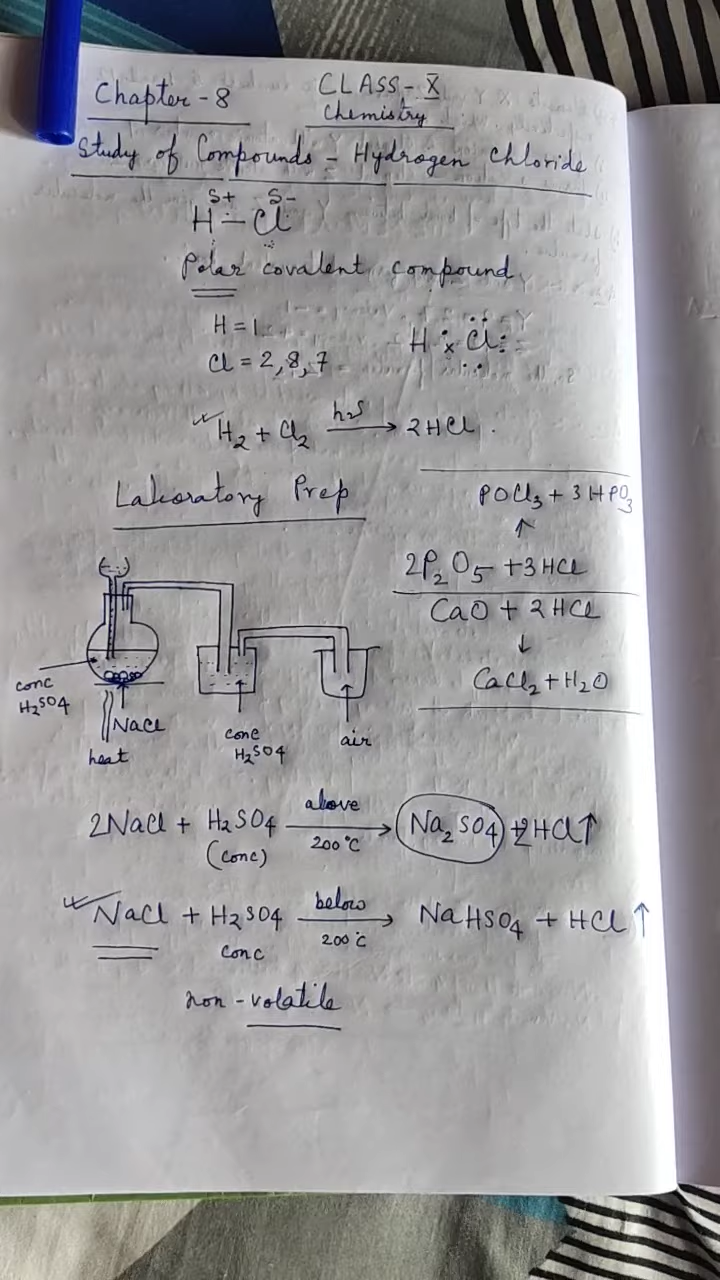 Chapter - 8
CLASS - X
Chemistry
Study of Compounds - Hydrogen Chloride
δ+ δ-
H - Cl
Polar covalent compound
H = 1
Cl = 2, 8, 7
H × Cl
H2 + Cl2 hν→ 2HCl.
Laboratory Prep
POCl3 + 3HPO3
↑
2P2O5 + 3HCl
CaO + 2HCl
↓
CaCl2 + H2O
conc
H2SO4
NaCl
heat
conc
H2SO4
air
2NaCl + H2SO4 (conc) above 200°C → Na2SO4 + 2HCl↑
NaCl + H2SO4 conc below 200°C → NaHSO4 + HCl↑
non-volatile